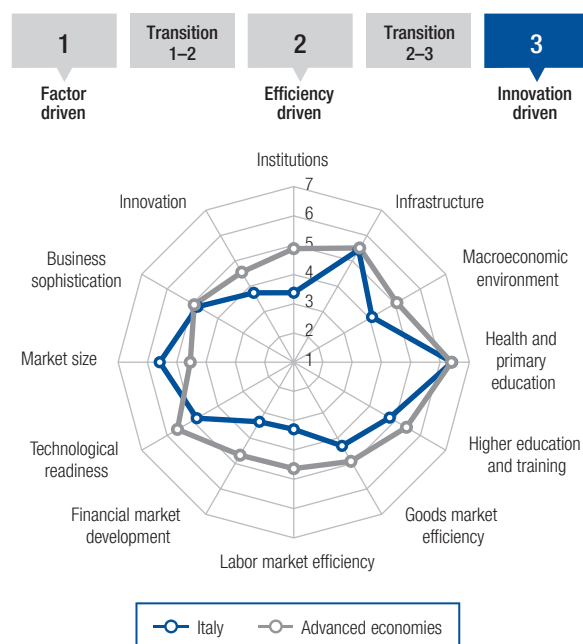 1
Transition
1–2
2
Transition
2–3
3
Factor
driven
Efficiency
driven
Innovation
driven
Institutions
7
Innovation
Infrastructure
6
Business
sophistication
5
Macroeconomic
environment
4
3
2
Market size
1
Health and
primary
education
Technological
readiness
Higher education
and training
Financial market
development
Goods market
efficiency
Labor market efficiency
Italy
Advanced economies